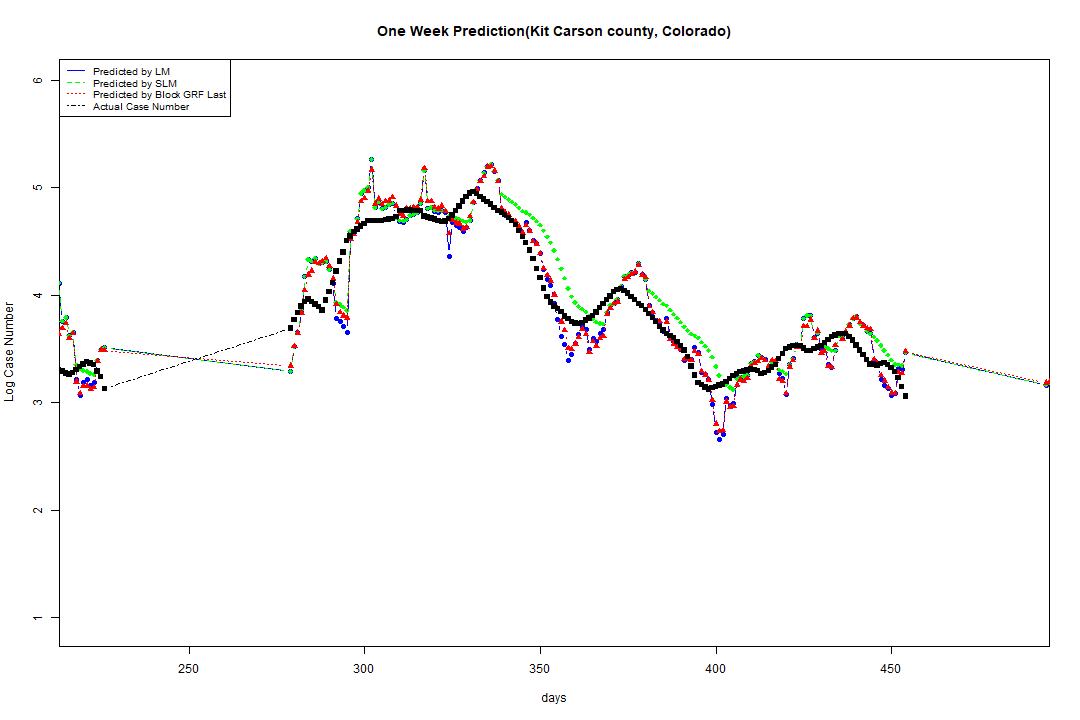 One Week Prediction(Kit Carson county, Colorado)
Predicted by LM
Predicted by SLM
Predicted by Block GRF Last
Actual Case Number
6
5
4
3
2
1
Log Case Number
250 300 350 400 450
days